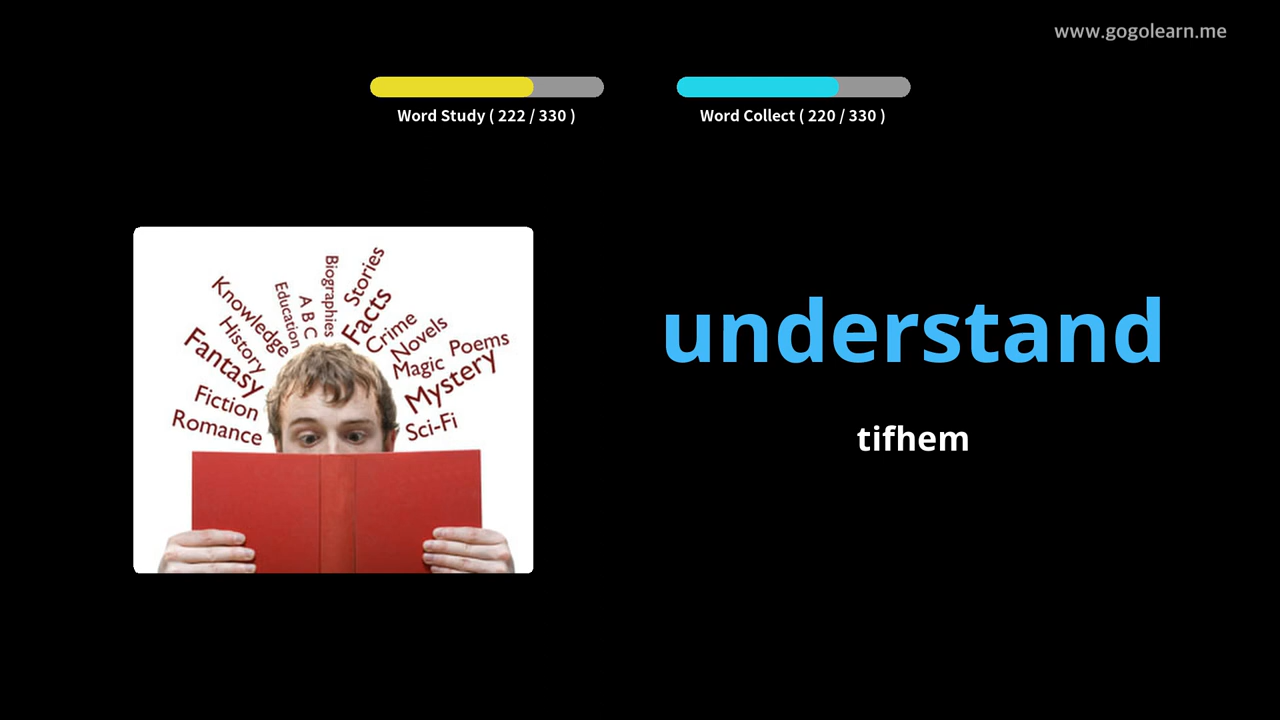 www.gogolearn.me
Word Study ( 222 / 330 )
Word Collect ( 220 / 330 )
understand
tifhem
Knowledge
Education
A B C
Biographies
Stories
Facts
History
Crime
Novels
Fantasy
Magic
Poems
Mystery
Fiction
Romance
Sci-Fi